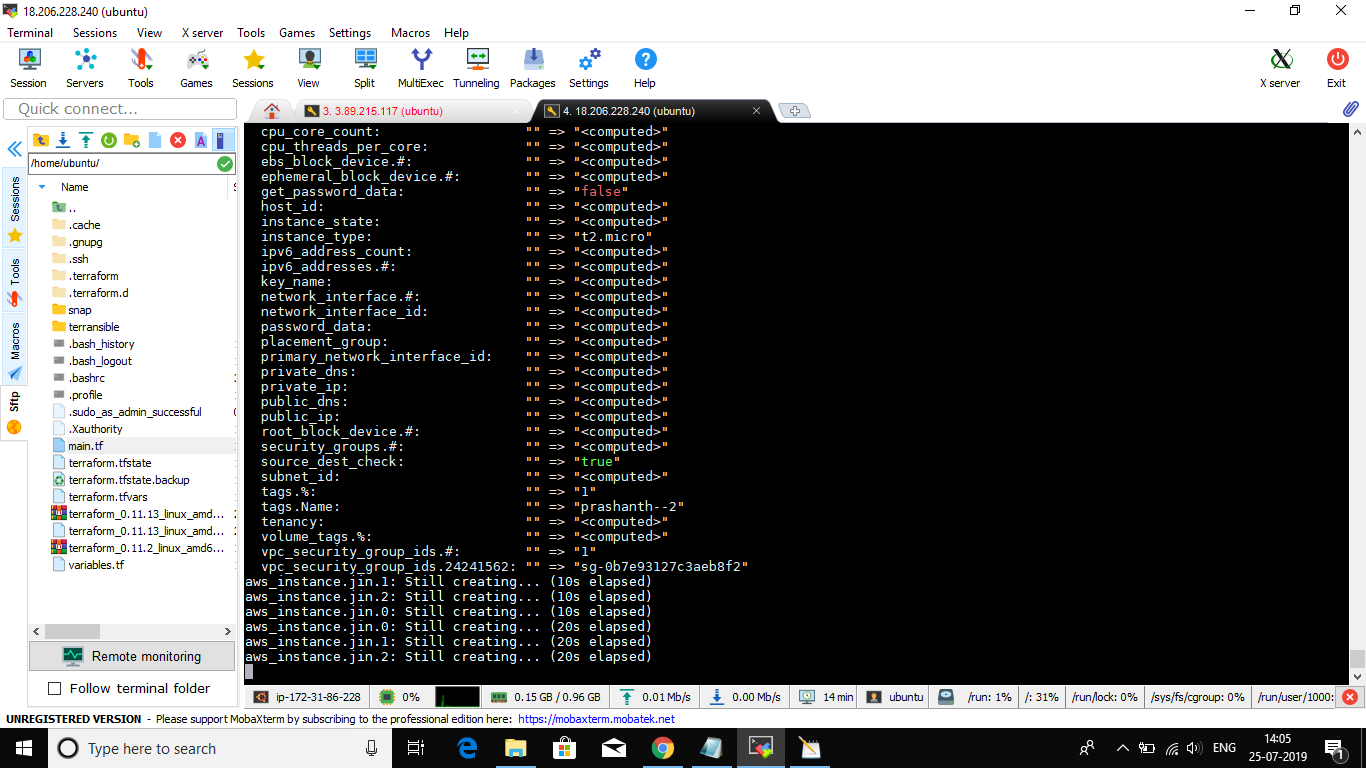 18.206.228.240 (ubuntu)
Terminal Sessions View X server Tools Games Settings Macros Help
Session Servers Tools Games Sessions View Split MultiExec Tunneling Packages Settings Help X server Exit
Quick connect...
3. 3.89.215.117 (ubuntu)
4. 18.206.228.240 (ubuntu)
/home/ubuntu/
Name
..
.cache
.gnupg
.ssh
.terraform
.terraform.d
snap
terransible
.bash_history
.bash_logout
.bashrc
.profile
.sudo_as_admin_successful
.Xauthority
main.tf
terraform.tfstate
terraform.tfstate.backup
terraform.tfvars
terraform_0.11.13_linux_amd...
terraform_0.11.13_linux_amd...
terraform_0.11.2_linux_amd6...
variables.tf
Sessions
Tools
Macros
Sftp
Remote monitoring
Follow terminal folder
cpu_core_count: "" => "<computed>"
cpu_threads_per_core: "" => "<computed>"
ebs_block_device.#: "" => "<computed>"
ephemeral_block_device.#: "" => "<computed>"
get_password_data: "" => "false"
host_id: "" => "<computed>"
instance_state: "" => "<computed>"
instance_type: "" => "t2.micro"
ipv6_address_count: "" => "<computed>"
ipv6_addresses.#: "" => "<computed>"
key_name: "" => "<computed>"
network_interface.#: "" => "<computed>"
network_interface_id: "" => "<computed>"
password_data: "" => "<computed>"
placement_group: "" => "<computed>"
primary_network_interface_id: "" => "<computed>"
private_dns: "" => "<computed>"
private_ip: "" => "<computed>"
public_dns: "" => "<computed>"
public_ip: "" => "<computed>"
root_block_device.#: "" => "<computed>"
security_groups.#: "" => "<computed>"
source_dest_check: "" => "true"
subnet_id: "" => "<computed>"
tags.%: "" => "1"
tags.Name: "" => "prashanth--2"
tenancy: "" => "<computed>"
volume_tags.%: "" => "<computed>"
vpc_security_group_ids.#: "" => "1"
vpc_security_group_ids.24241562: "" => "sg-0b7e93127c3aeb8f2"
aws_instance.jin.1: Still creating... (10s elapsed)
aws_instance.jin.2: Still creating... (10s elapsed)
aws_instance.jin.0: Still creating... (10s elapsed)
aws_instance.jin.0: Still creating... (20s elapsed)
aws_instance.jin.1: Still creating... (20s elapsed)
aws_instance.jin.2: Still creating... (20s elapsed)
ip-172-31-86-228 0% 0.15 GB / 0.96 GB 0.01 Mb/s 0.00 Mb/s 14 min ubuntu /run: 1% /: 31% /run/lock: 0% /sys/fs/cgroup: 0% /run/user/1000:
UNREGISTERED VERSION - Please support MobaXterm by subscribing to the professional edition here: https://mobaxterm.mobatek.net
Type here to search
ENG
14:05
25-07-2019
1